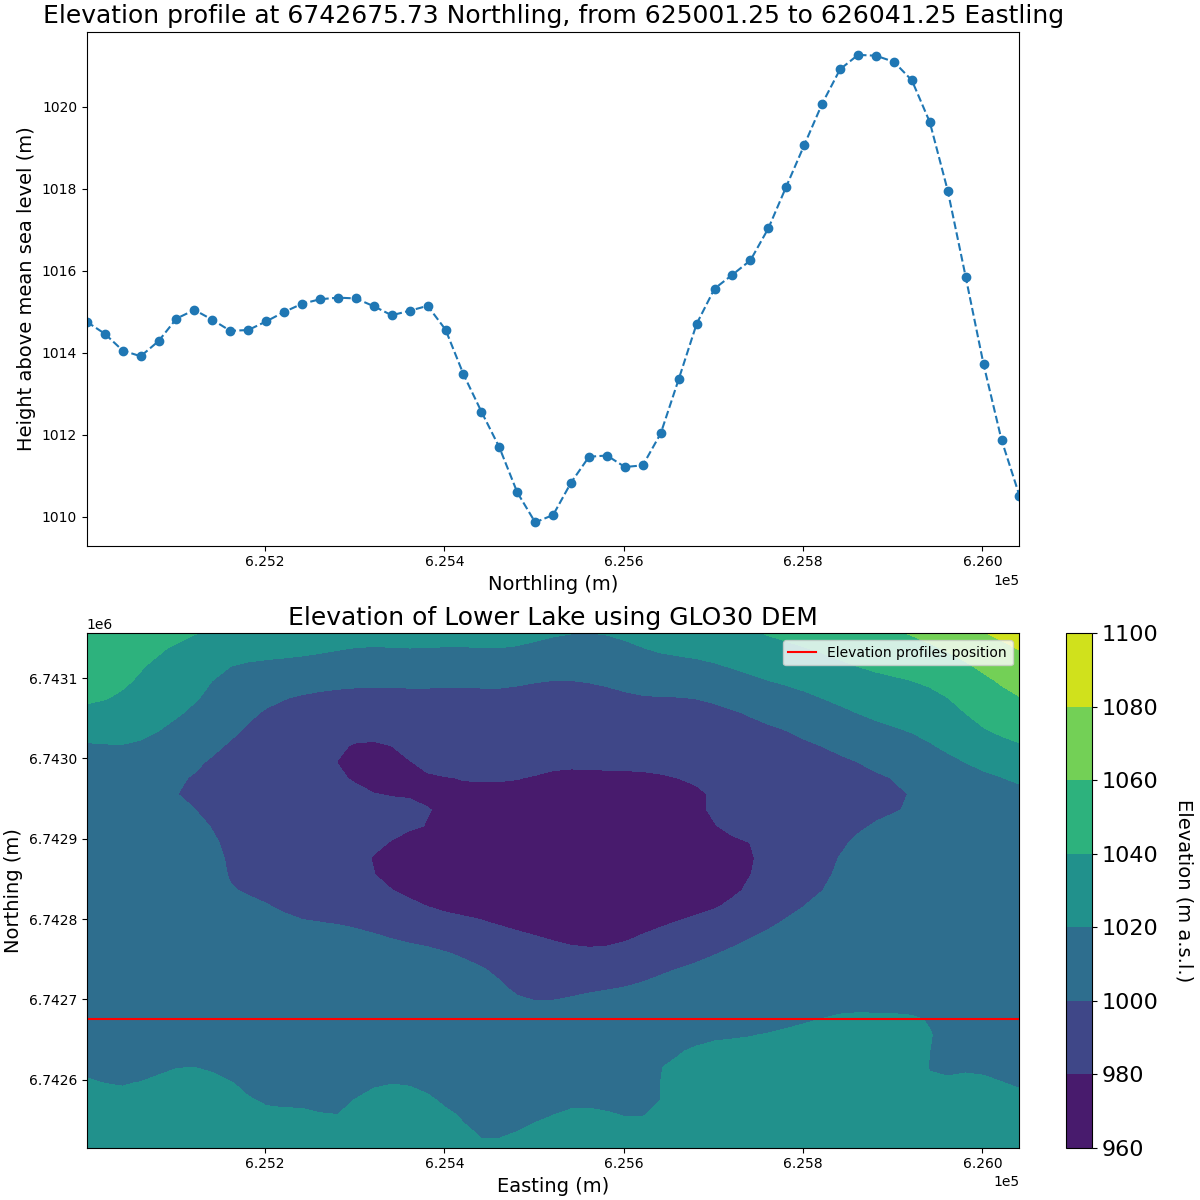 Elevation profile at 6742675.73 Northling, from 625001.25 to 626041.25 Eastling
Height above mean sea level (m)
1020
1018
1016
1014
1012
1010
6.252
6.254
6.256
6.258
6.260
1e5
Northling (m)
Elevation of Lower Lake using GLO30 DEM
1e6
Elevation profiles position
Northing (m)
6.7431
6.7430
6.7429
6.7428
6.7427
6.7426
6.252
6.254
6.256
6.258
6.260
1e5
Easting (m)
1100
1080
1060
1040
1020
1000
980
960
Elevation (m a.s.l.)